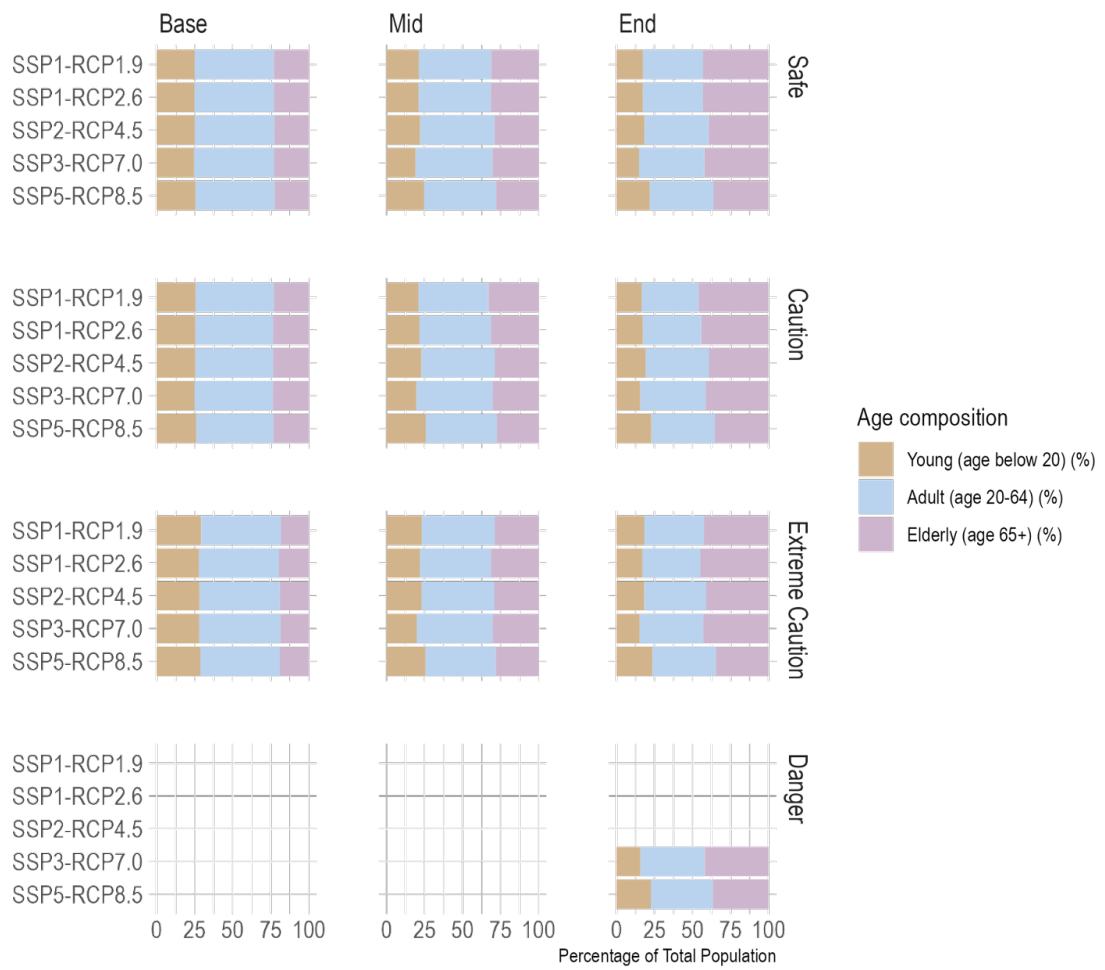 Base Mid End
SSP1-RCP1.9
SSP1-RCP2.6
SSP2-RCP4.5
SSP3-RCP7.0
SSP5-RCP8.5
Safe
SSP1-RCP1.9
SSP1-RCP2.6
SSP2-RCP4.5
SSP3-RCP7.0
SSP5-RCP8.5
Caution
SSP1-RCP1.9
SSP1-RCP2.6
SSP2-RCP4.5
SSP3-RCP7.0
SSP5-RCP8.5
Extreme Caution
SSP1-RCP1.9
SSP1-RCP2.6
SSP2-RCP4.5
SSP3-RCP7.0
SSP5-RCP8.5
Danger
0 25 50 75 100 0 25 50 75 100 0 25 50 75 100
Percentage of Total Population
Age composition
Young (age below 20) (%)
Adult (age 20-64) (%)
Elderly (age 65+) (%)